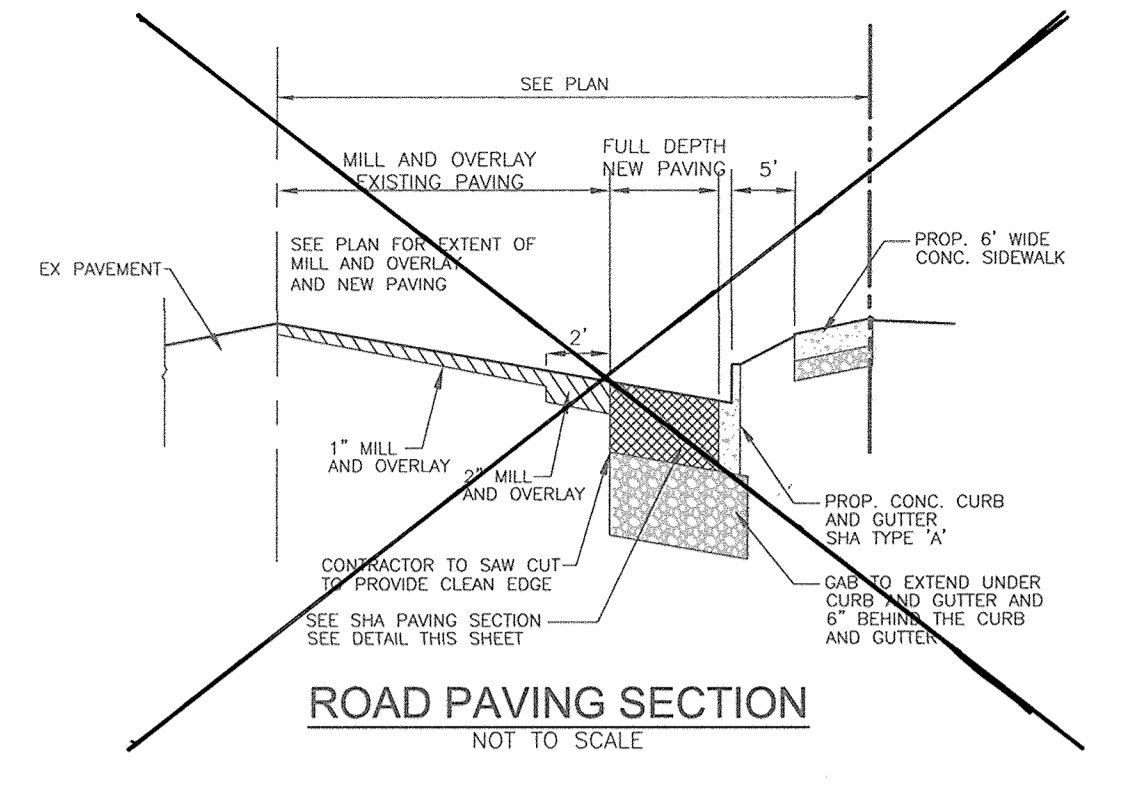 SEE PLAN
MILL AND OVERLAY
EXISTING PAVING
FULL DEPTH
NEW PAVING
5'
SEE PLAN FOR EXTENT OF
MILL AND OVERLAY
AND NEW PAVING
EX PAVEMENT
PROP. 6' WIDE
CONC. SIDEWALK
2'
1" MILL
AND OVERLAY
2" MILL
AND OVERLAY
PROP. CONC. CURB
AND GUTTER
SHA TYPE 'A'
CONTRACTOR TO SAW CUT
TO PROVIDE CLEAN EDGE
GAB TO EXTEND UNDER
CURB AND GUTTER AND
6" BEHIND THE CURB
AND GUTTER
SEE SHA PAVING SECTION
SEE DETAIL THIS SHEET
ROAD PAVING SECTION
NOT TO SCALE